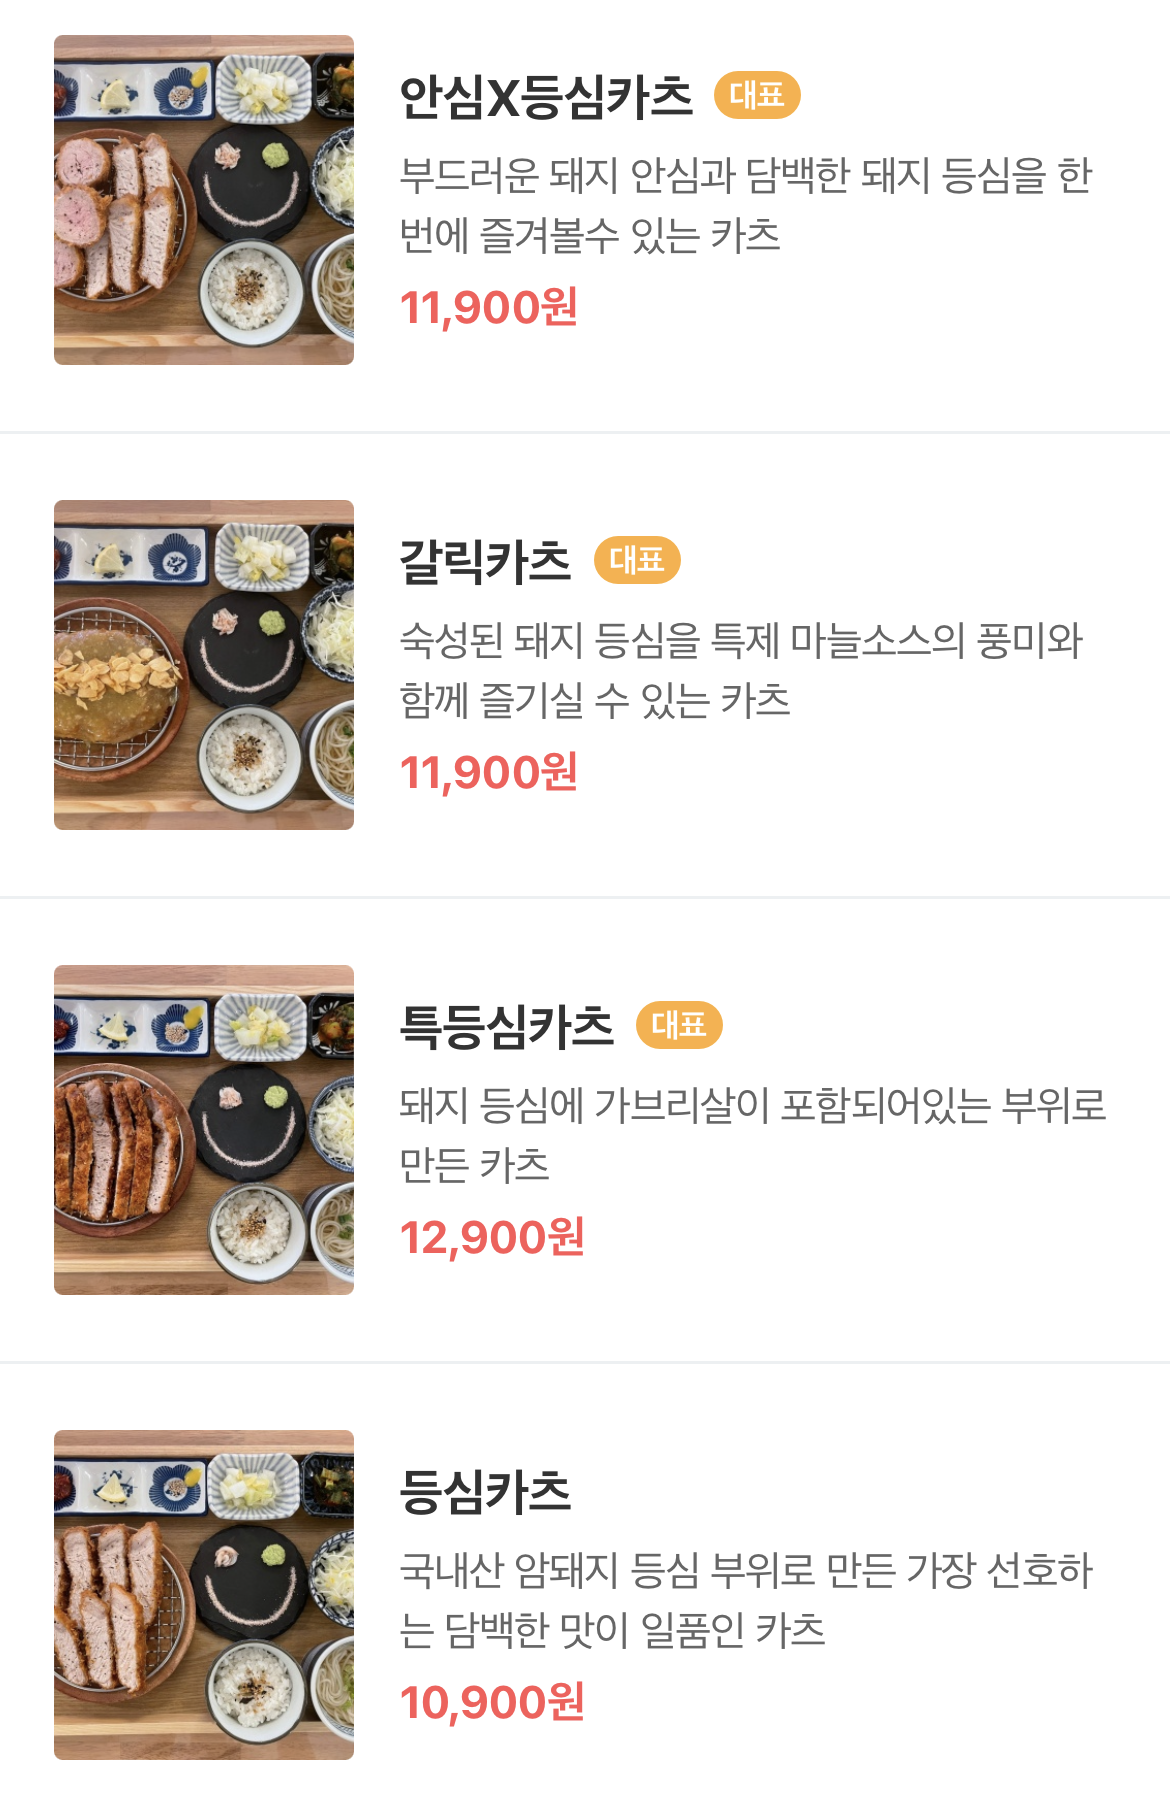 안심X등심카츠 대표
부드러운 돼지 안심과 담백한 돼지 등심을 한
번에 즐겨볼수 있는 카츠
11,900원
갈릭카츠 대표
숙성된 돼지 등심을 특제 마늘소스의 풍미와
함께 즐기실 수 있는 카츠
11,900원
특등심카츠 대표
돼지 등심에 가브리살이 포함되어있는 부위로
만든 카츠
12,900원
등심카츠
국내산 암돼지 등심 부위로 만든 가장 선호하
는 담백한 맛이 일품인 카츠
10,900원